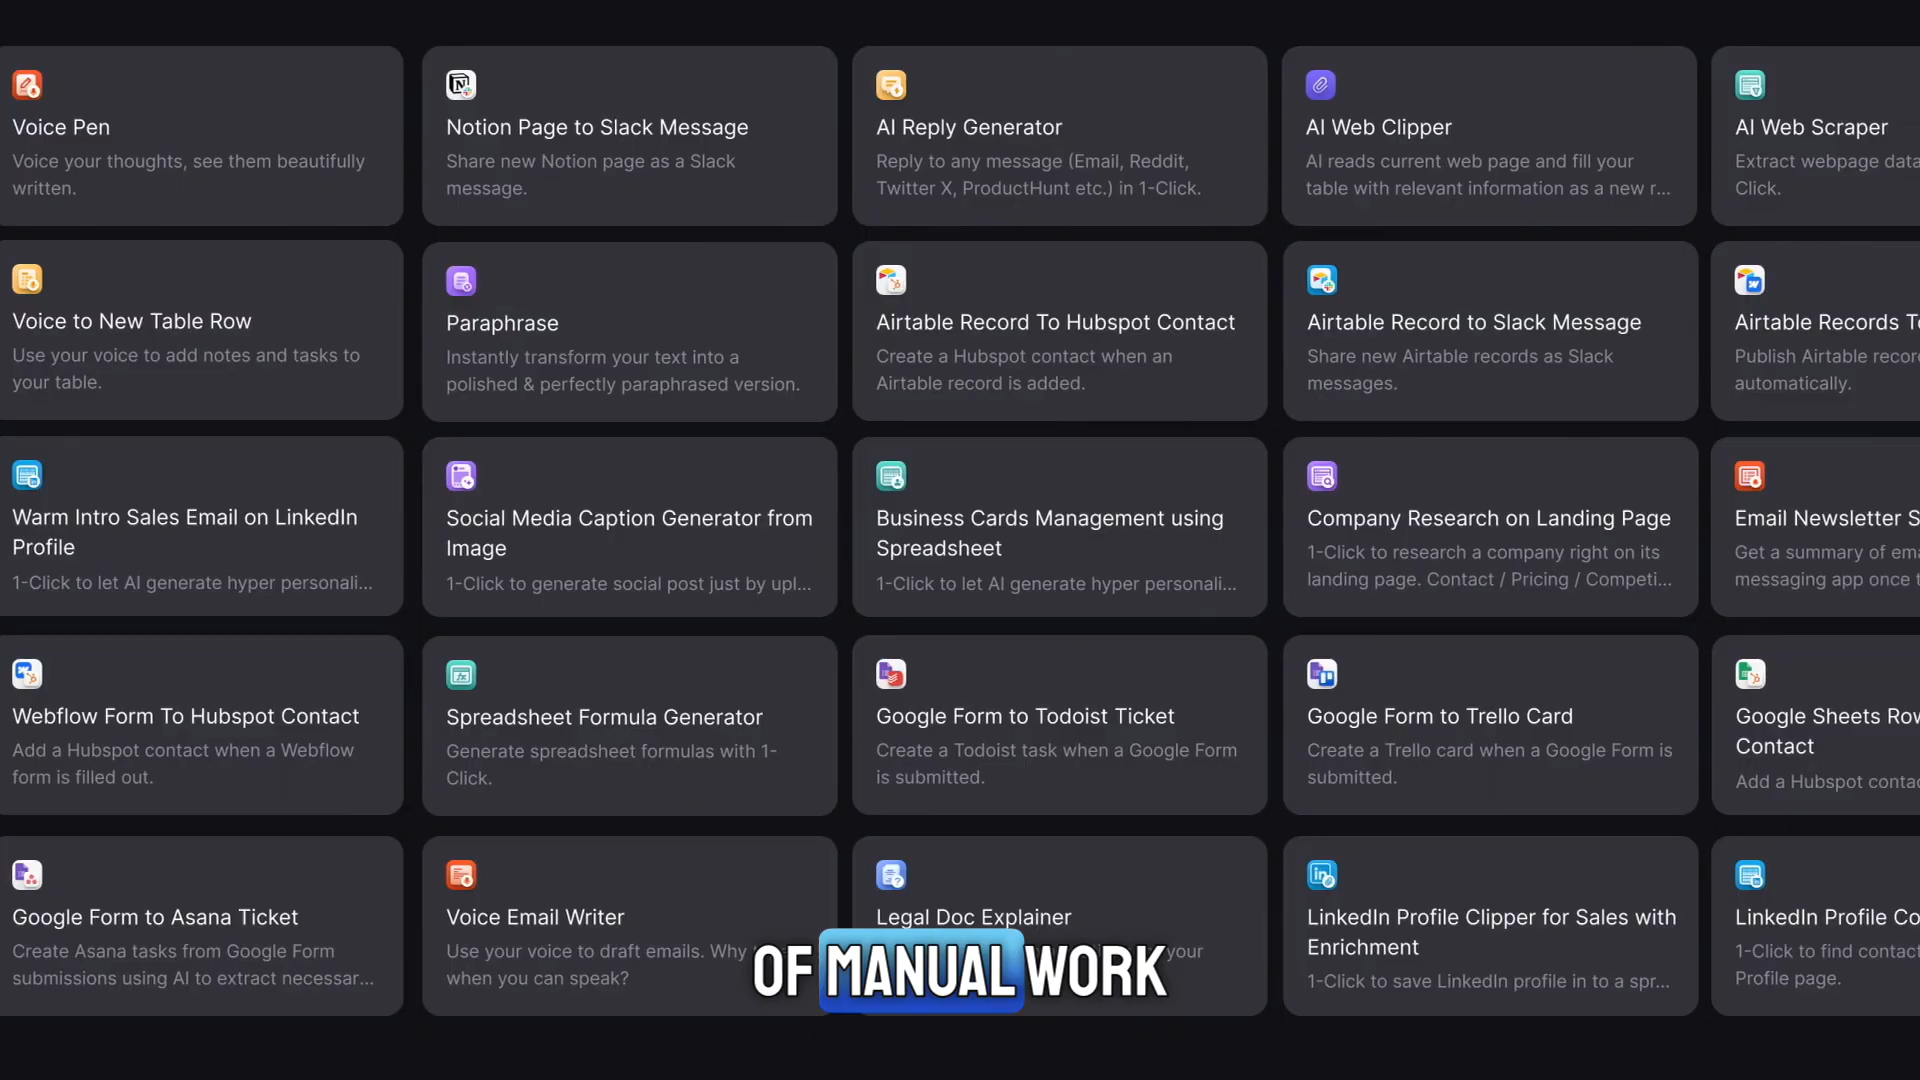 Voice Pen
Voice your thoughts, see them beautifully
written.
Notion Page to Slack Message
Share new Notion page as a Slack
message.
AI Reply Generator
Reply to any message (Email, Reddit,
Twitter X, ProductHunt etc.) in 1-Click.
AI Web Clipper
AI reads current web page and fill your
table with relevant information as a new r...
AI Web Scraper
Extract webpage data
Click.
Voice to New Table Row
Use your voice to add notes and tasks to
your table.
Paraphrase
Instantly transform your text into a
polished & perfectly paraphrased version.
Airtable Record To Hubspot Contact
Create a Hubspot contact when an
Airtable record is added.
Airtable Record to Slack Message
Share new Airtable records as Slack
messages.
Airtable Records
Publish Airtable
automatically.
Warm Intro Sales Email on LinkedIn
Profile
1-Click to let AI generate hyper personali...
Social Media Caption Generator from
Image
1-Click to generate social post just by upl...
Business Cards Management using
Spreadsheet
1-Click to let AI generate hyper personali...
Company Research on Landing Page
1-Click to research a company right on its
landing page. Contact / Pricing / Competi...
Email Newsletter
Get a summary of
messaging app once
Webflow Form To Hubspot Contact
Add a Hubspot contact when a Webflow
form is filled out.
Spreadsheet Formula Generator
Generate spreadsheet formulas with 1-
Click.
Google Form to Todoist Ticket
Create a Todoist task when a Google Form
is submitted.
Google Form to Trello Card
Create a Trello card when a Google Form is
submitted.
Google Sheets
Contact
Add a Hubspot
Google Form to Asana Ticket
Create Asana tasks from Google Form
submissions using AI to extract necessar...
Voice Email Writer
Use your voice to draft emails. Why
when you can speak?
Legal Doc Explainer
your
LinkedIn Profile Clipper for Sales with
Enrichment
1-Click to save LinkedIn profile in to a spr...
LinkedIn Profile
1-Click to find
Profile page.
OF MANUAL WORK